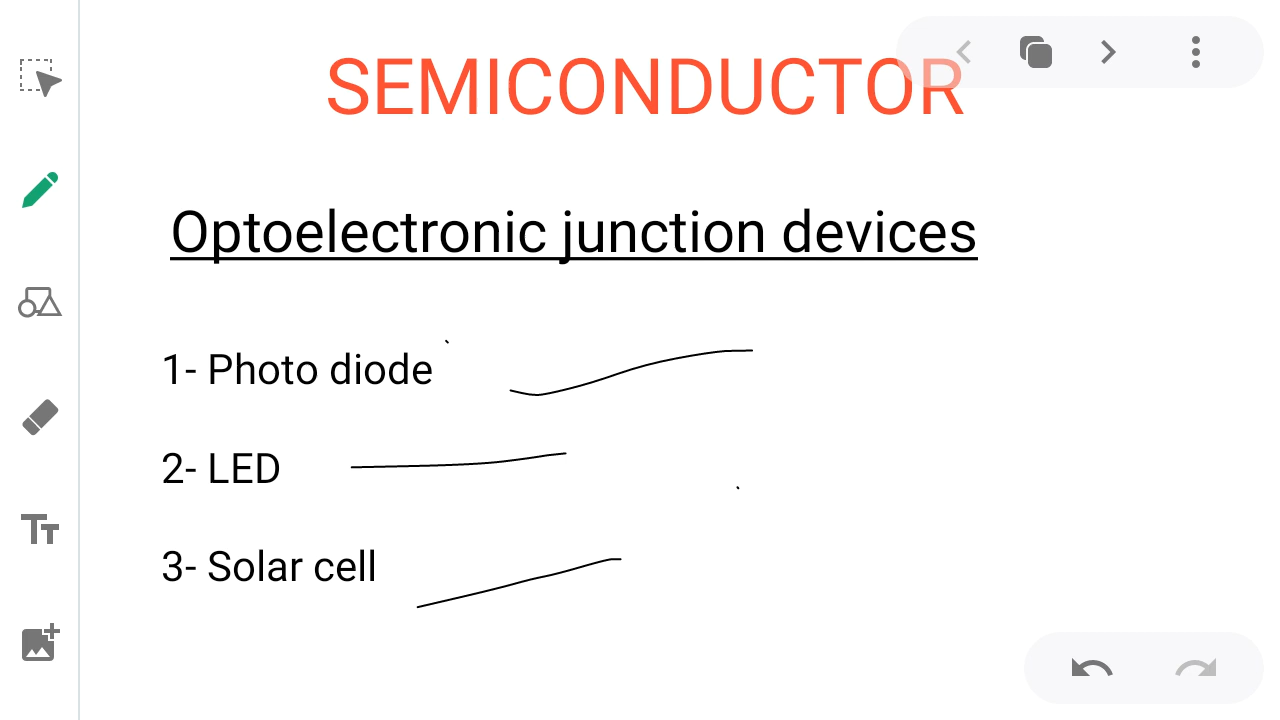 SEMICONDUCTOR
Optoelectronic junction devices
1- Photo diode
2- LED
3- Solar cell